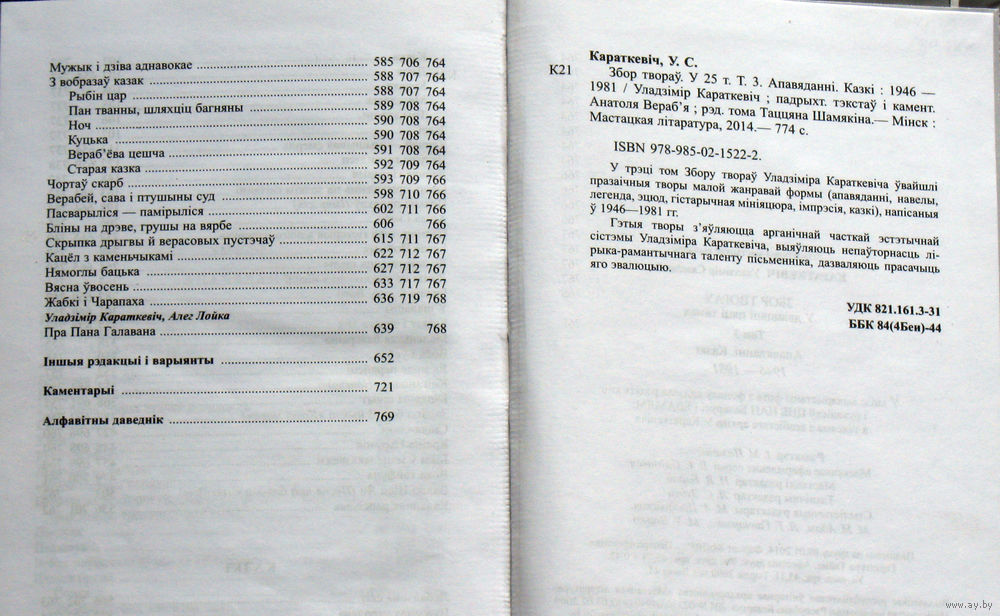 Мужык і дзіва аднавокае ........ 585 706 764
З вобразаў казак ........ 588 707 764
Рыбін цар ........ 588 707 764
Пан тванны, шляхціц багняны ........ 589 708 764
Ноч ........ 590 708 764
Куцька ........ 590 708 764
Вераб’ёва цешча ........ 591 708 764
Старая казка ........ 592 709 764
Чортаў скарб ........ 593 709 766
Верабей, сава і птушыны суд ........ 598 710 766
Пасварыліся — памірыліся ........ 602 711 766
Бліны на дрэве, грушы на вярбе ........ 606 766
Скрыпка дрыгвы й верасовых пустэчаў ........ 615 711 767
Кацёл з каменьчыкамі ........ 622 712 767
Нямоглы бацька ........ 627 712 767
Вясна ўвосень ........ 633 717 767
Жабкі і Чарапаха ........ 636 719 768
Уладзімір Караткевіч, Алег Лойка
Пра Пана Галавана ........ 639 768
Іншыя рэдакцыі і варыянты ........ 652
Каментарыі ........ 721
Алфавітны даведнік ........ 769
Караткевіч, У. С.
К21
Збор твораў. У 25 т. Т. 3. Апавяданні. Казкі : 1946 —
1981 / Уладзімір Караткевіч ; падрыхт. тэкстаў і камент.
Анатоля Вераб’я ; рэд. тома Таццяна Шамякіна.— Мінск :
Мастацкая літаратура, 2014.— 774 с.
ISBN 978-985-02-1522-2.
У трэці том Збору твораў Уладзіміра Караткевіча ўвайшлі
празаічныя творы малой жанравай формы (апавяданні, навелы,
легенда, эцюд, гістарычная мініяцюра, імпрэсія, казкі), напісаныя
ў 1946—1981 гг.
Гэтыя творы з’яўляюцца арганічнай часткай эстэтычнай
сістэмы Уладзіміра Караткевіча, выяўляюць непаўторнасць лі-
рыка-рамантычнага таленту пісьменніка, дазваляюць прасачыць
яго эвалюцыю.
УДК 821.161.3-31
ББК 84(4Беи)-44
www.ay.by